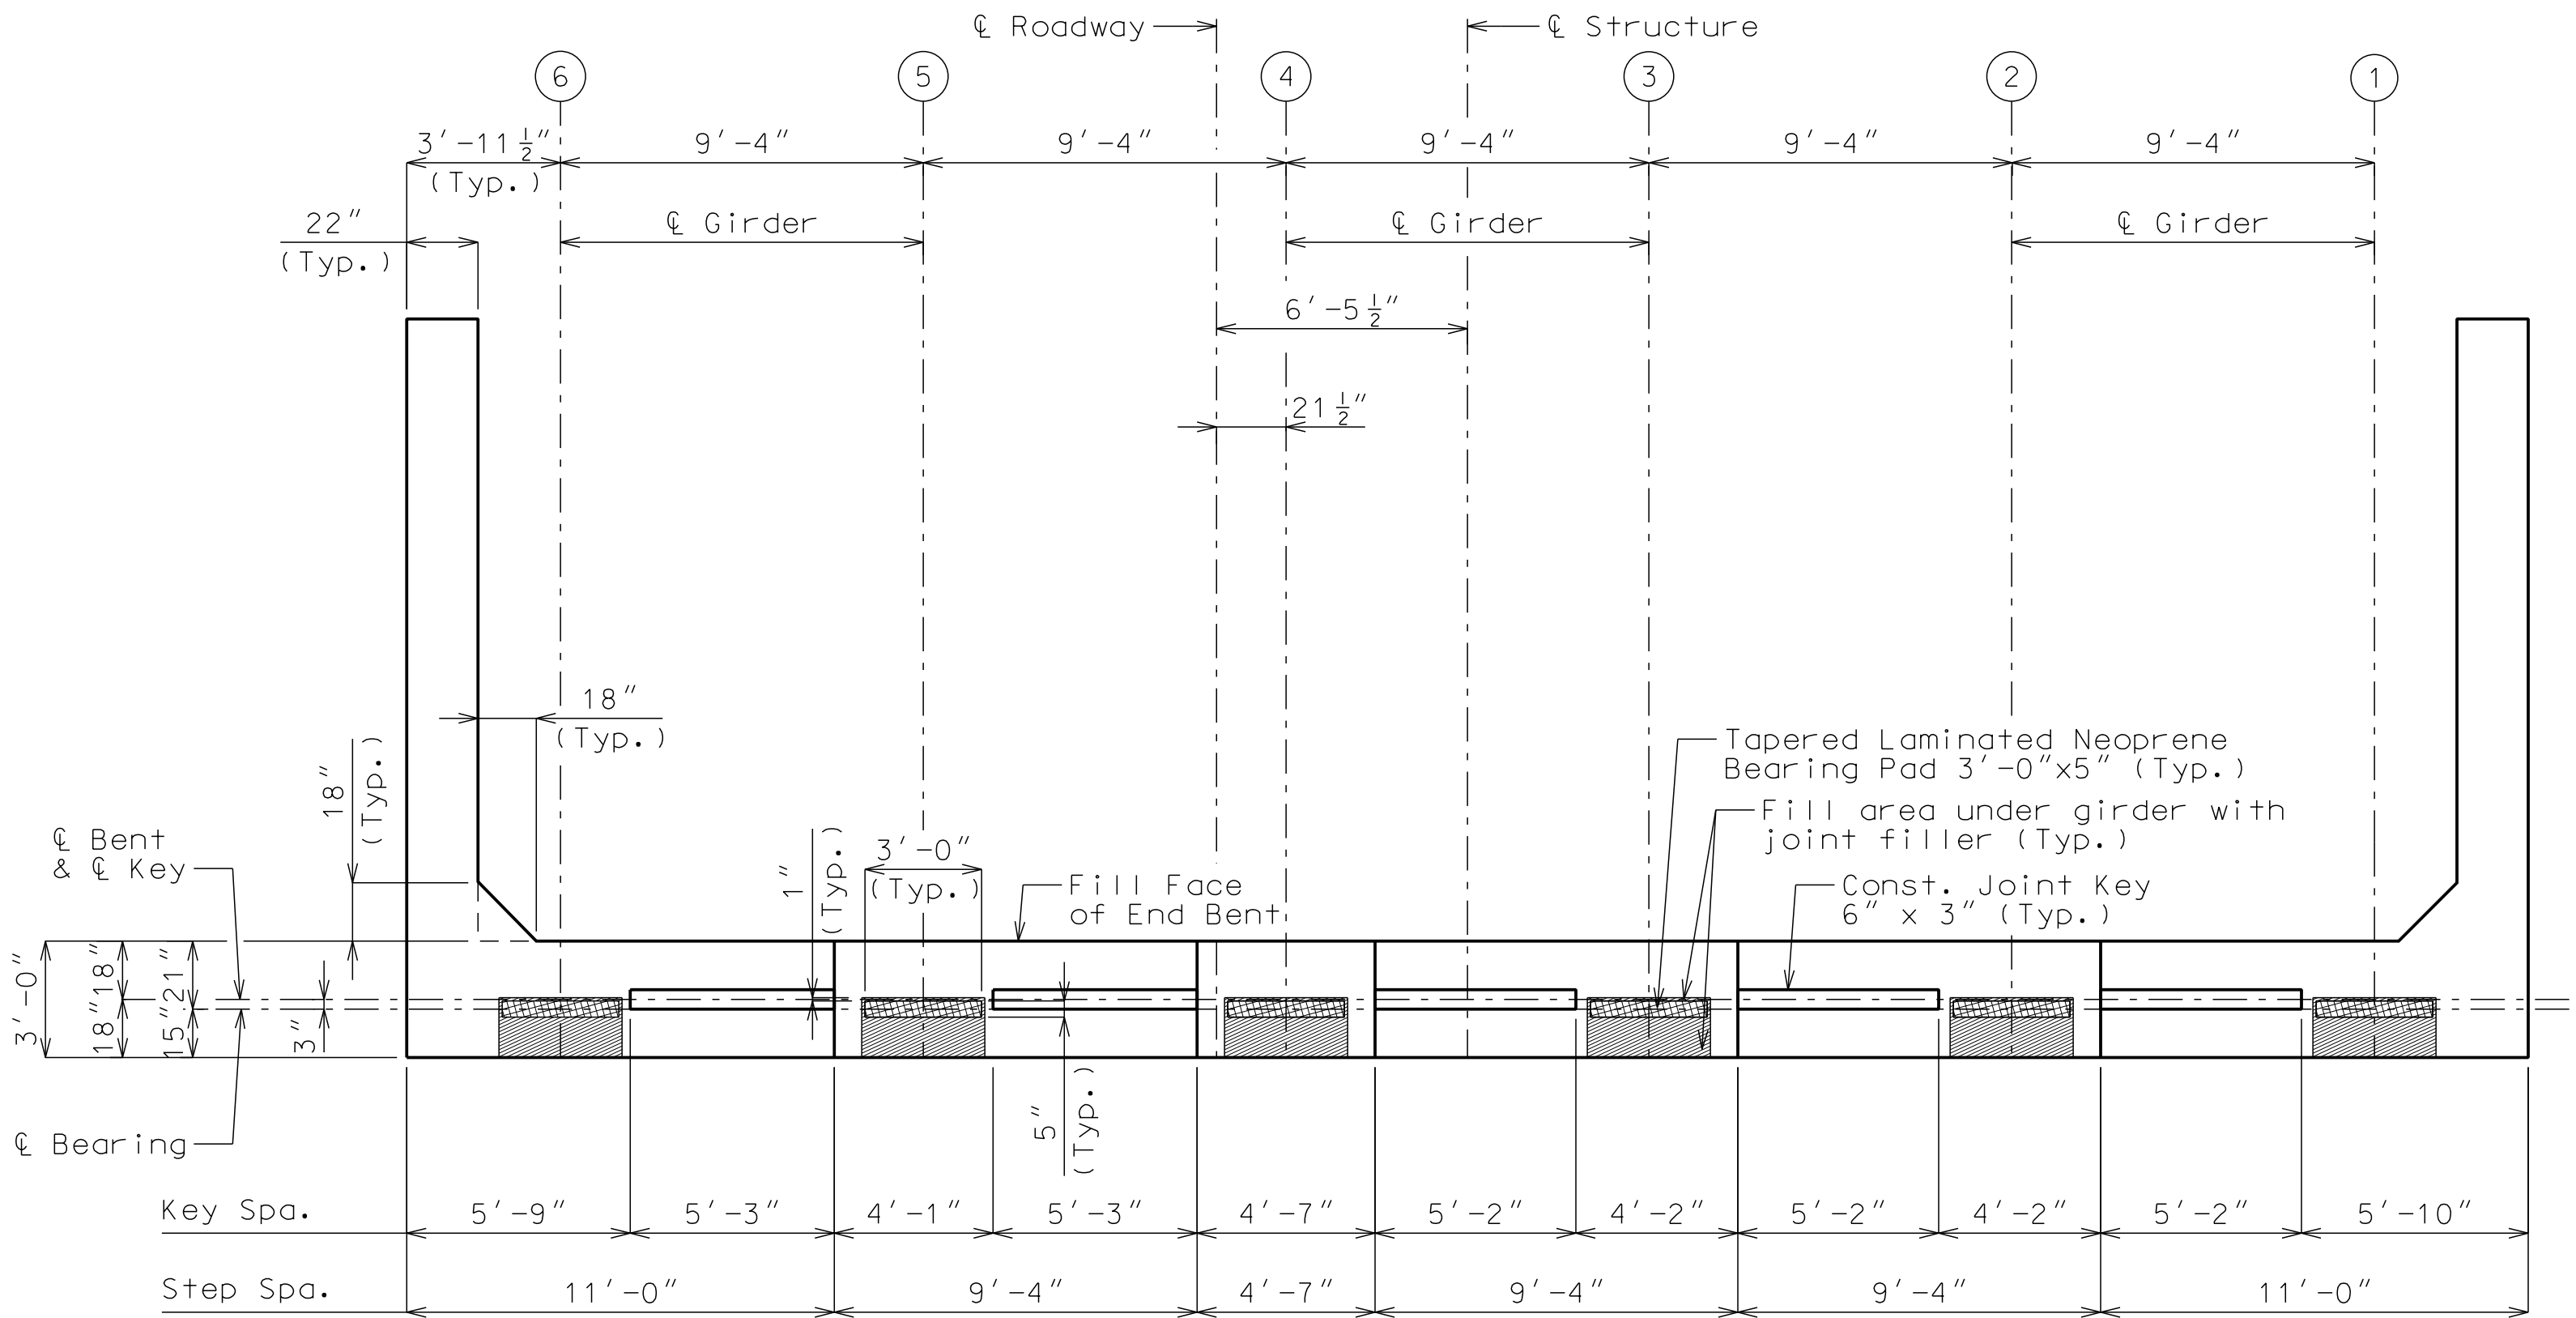 ℄ Roadway
℄ Structure
6
5
4
3
2
1
3'-11 1/2"
(Typ.)
9'-4"
9'-4"
9'-4"
9'-4"
9'-4"
22"
(Typ.)
℄ Girder
℄ Girder
℄ Girder
6'-5 1/2"
21 1/2"
18"
(Typ.)
18"
(Typ.)
Tapered Laminated Neoprene
Bearing Pad 3'-0"x5" (Typ.)
Fill area under girder with
joint filler (Typ.)
℄ Bent
& ℄ Key
1"
(Typ.)
3'-0"
(Typ.)
Fill Face
of End Bent
Const. Joint Key
6" x 3" (Typ.)
3'-0"
18"
18"
21"
15"
3"
℄ Bearing
5"
(Typ.)
Key Spa.
5'-9"
5'-3"
4'-1"
5'-3"
4'-7"
5'-2"
4'-2"
5'-2"
4'-2"
5'-2"
5'-10"
Step Spa.
11'-0"
9'-4"
4'-7"
9'-4"
9'-4"
11'-0"